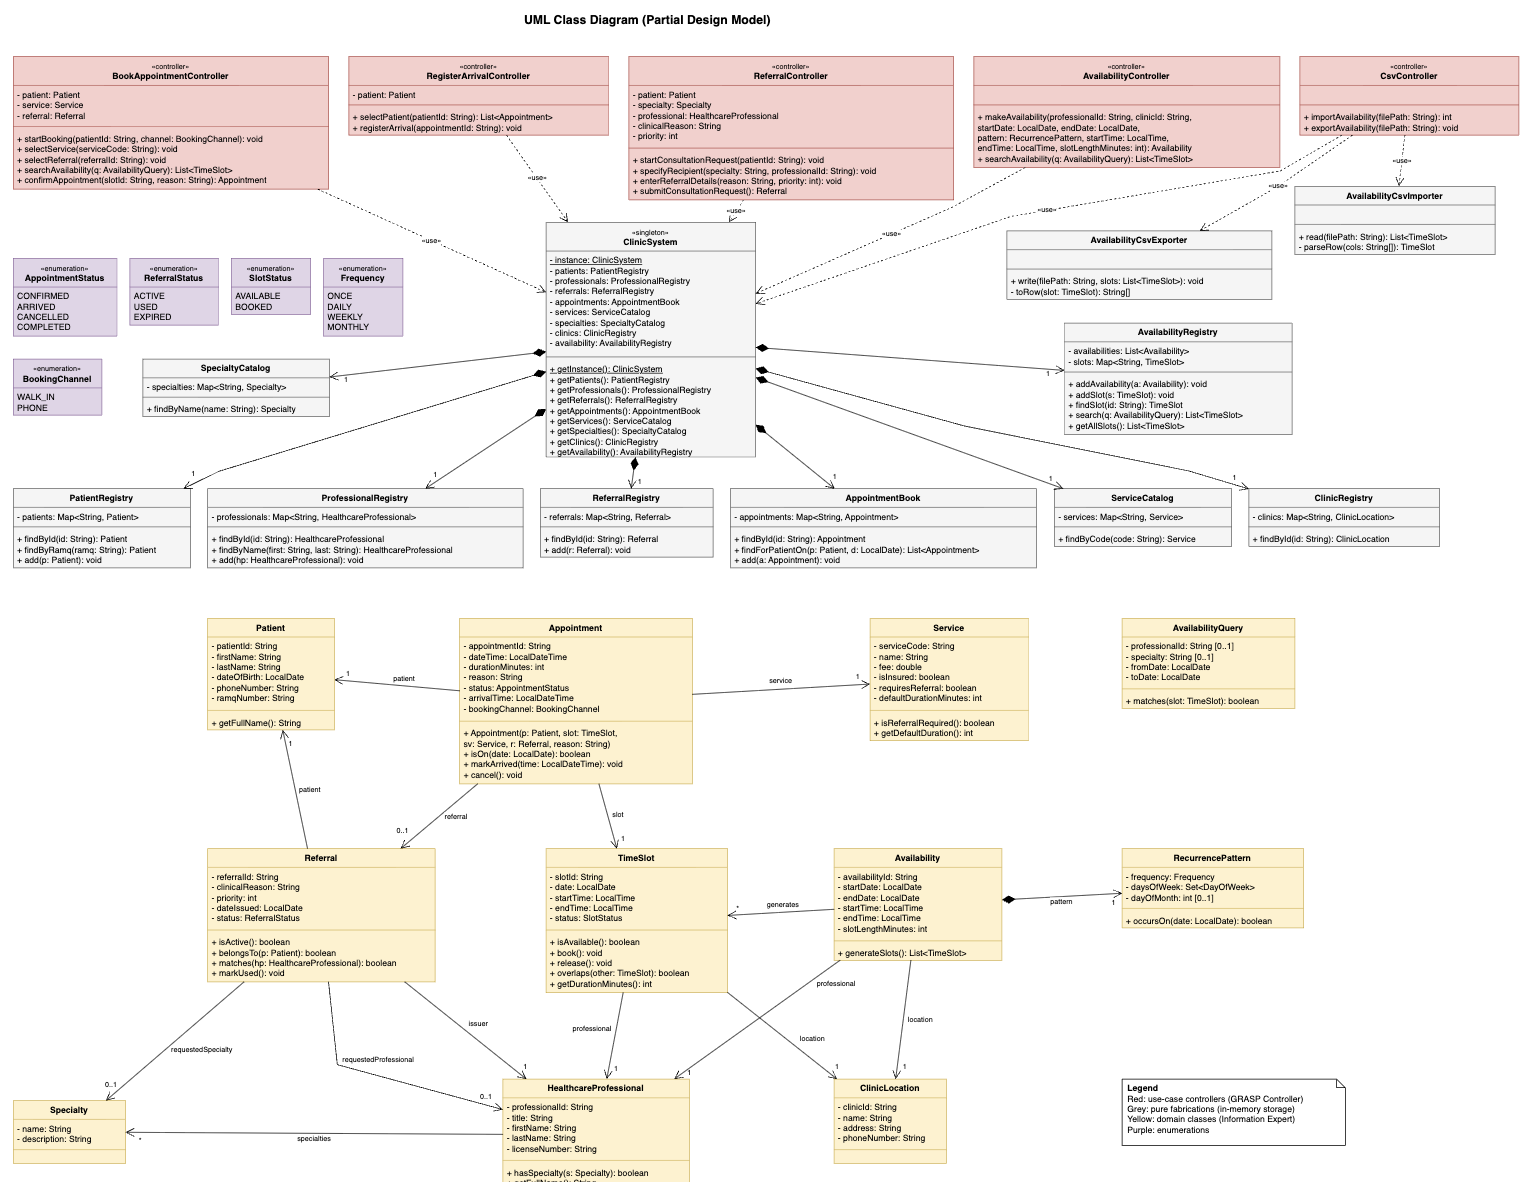 UML Class Diagram (Partial Design Model)
«controller»
BookAppointmentController
- patient: Patient
- service: Service
- referral: Referral
+ startBooking(patientId: String, channel: BookingChannel): void
+ selectService(serviceCode: String): void
+ selectReferral(referralId: String): void
+ searchAvailability(q: AvailabilityQuery): List<TimeSlot>
+ confirmAppointment(slotId: String, reason: String): Appointment
«controller»
RegisterArrivalController
- patient: Patient
+ selectPatient(patientId: String): List<Appointment>
+ registerArrival(appointmentId: String): void
«controller»
ReferralController
- patient: Patient
- specialty: Specialty
- professional: HealthcareProfessional
- clinicalReason: String
- priority: int
+ startConsultationRequest(patientId: String): void
+ specifyRecipient(specialty: String, professionalId: String): void
+ enterReferralDetails(reason: String, priority: int): void
+ submitConsultationRequest(): Referral
«controller»
AvailabilityController
+ makeAvailability(professionalId: String, clinicId: String,
startDate: LocalDate, endDate: LocalDate,
pattern: RecurrencePattern, startTime: LocalTime,
endTime: LocalTime, slotLengthMinutes: int): Availability
+ searchAvailability(q: AvailabilityQuery): List<TimeSlot>
«controller»
CsvController
+ importAvailability(filePath: String): int
+ exportAvailability(filePath: String): void
«use»
«use»
«use»
«use»
«use»
«use»
AvailabilityCsvImporter
+ read(filePath: String): List<TimeSlot>
- parseRow(cols: String[]): TimeSlot
AvailabilityCsvExporter
+ write(filePath: String, slots: List<TimeSlot>): void
- toRow(slot: TimeSlot): String[]
«singleton»
ClinicSystem
- instance: ClinicSystem
- patients: PatientRegistry
- professionals: ProfessionalRegistry
- referrals: ReferralRegistry
- appointments: AppointmentBook
- services: ServiceCatalog
- specialties: SpecialtyCatalog
- clinics: ClinicRegistry
- availability: AvailabilityRegistry
+ getInstance(): ClinicSystem
+ getPatients(): PatientRegistry
+ getProfessionals(): ProfessionalRegistry
+ getReferrals(): ReferralRegistry
+ getAppointments(): AppointmentBook
+ getServices(): ServiceCatalog
+ getSpecialties(): SpecialtyCatalog
+ getClinics(): ClinicRegistry
+ getAvailability(): AvailabilityRegistry
«enumeration»
AppointmentStatus
CONFIRMED
ARRIVED
CANCELLED
COMPLETED
«enumeration»
ReferralStatus
ACTIVE
USED
EXPIRED
«enumeration»
SlotStatus
AVAILABLE
BOOKED
«enumeration»
Frequency
ONCE
DAILY
WEEKLY
MONTHLY
«enumeration»
BookingChannel
WALK_IN
PHONE
SpecialtyCatalog
- specialties: Map<String, Specialty>
+ findByName(name: String): Specialty
1
AvailabilityRegistry
- availabilities: List<Availability>
- slots: Map<String, TimeSlot>
+ addAvailability(a: Availability): void
+ addSlot(s: TimeSlot): void
+ findSlot(id: String): TimeSlot
+ search(q: AvailabilityQuery): List<TimeSlot>
+ getAllSlots(): List<TimeSlot>
1
1
1
1
1
1
1
PatientRegistry
- patients: Map<String, Patient>
+ findById(id: String): Patient
+ findByRamq(ramq: String): Patient
+ add(p: Patient): void
ProfessionalRegistry
- professionals: Map<String, HealthcareProfessional>
+ findById(id: String): HealthcareProfessional
+ findByName(first: String, last: String): HealthcareProfessional
+ add(hp: HealthcareProfessional): void
ReferralRegistry
- referrals: Map<String, Referral>
+ findById(id: String): Referral
+ add(r: Referral): void
AppointmentBook
- appointments: Map<String, Appointment>
+ findById(id: String): Appointment
+ findForPatientOn(p: Patient, d: LocalDate): List<Appointment>
+ add(a: Appointment): void
ServiceCatalog
- services: Map<String, Service>
+ findByCode(code: String): Service
ClinicRegistry
- clinics: Map<String, ClinicLocation>
+ findById(id: String): ClinicLocation
Patient
- patientId: String
- firstName: String
- lastName: String
- dateOfBirth: LocalDate
- phoneNumber: String
- ramqNumber: String
+ getFullName(): String
1
patient
Appointment
- appointmentId: String
- dateTime: LocalDateTime
- durationMinutes: int
- reason: String
- status: AppointmentStatus
- arrivalTime: LocalDateTime
- bookingChannel: BookingChannel
+ Appointment(p: Patient, slot: TimeSlot,
sv: Service, r: Referral, reason: String)
+ isOn(date: LocalDate): boolean
+ markArrived(time: LocalDateTime): void
+ cancel(): void
service
1
Service
- serviceCode: String
- name: String
- fee: double
- isInsured: boolean
- requiresReferral: boolean
- defaultDurationMinutes: int
+ isReferralRequired(): boolean
+ getDefaultDuration(): int
AvailabilityQuery
- professionalId: String [0..1]
- specialty: String [0..1]
- fromDate: LocalDate
- toDate: LocalDate
+ matches(slot: TimeSlot): boolean
1
patient
referral
0..1
slot
1
Referral
- referralId: String
- clinicalReason: String
- priority: int
- dateIssued: LocalDate
- status: ReferralStatus
+ isActive(): boolean
+ belongsTo(p: Patient): boolean
+ matches(hp: HealthcareProfessional): boolean
+ markUsed(): void
TimeSlot
- slotId: String
- date: LocalDate
- startTime: LocalTime
- endTime: LocalTime
- status: SlotStatus
+ isAvailable(): boolean
+ book(): void
+ release(): void
+ overlaps(other: TimeSlot): boolean
+ getDurationMinutes(): int
*
generates
Availability
- availabilityId: String
- startDate: LocalDate
- endDate: LocalDate
- startTime: LocalTime
- endTime: LocalTime
- slotLengthMinutes: int
+ generateSlots(): List<TimeSlot>
pattern
1
RecurrencePattern
- frequency: Frequency
- daysOfWeek: Set<DayOfWeek>
- dayOfMonth: int [0..1]
+ occursOn(date: LocalDate): boolean
requestedSpecialty
0..1
requestedProfessional
0..1
issuer
1
professional
1
location
1
professional
1
location
1
Specialty
- name: String
- description: String
*
specialties
HealthcareProfessional
- professionalId: String
- title: String
- firstName: String
- lastName: String
- licenseNumber: String
+ hasSpecialty(s: Specialty): boolean
ClinicLocation
- clinicId: String
- name: String
- address: String
- phoneNumber: String
Legend
Red: use-case controllers (GRASP Controller)
Grey: pure fabrications (in-memory storage)
Yellow: domain classes (Information Expert)
Purple: enumerations